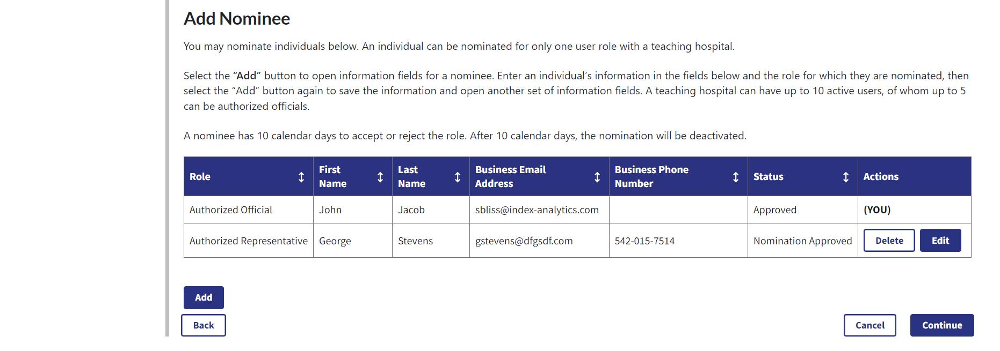 Add Nominee
You may nominate individuals below. An individual can be nominated for only one user role with a teaching hospital.
Select the “Add” button to open information fields for a nominee. Enter an individual’s information in the fields below and the role for which they are nominated, then
select the “Add” button again to save the information and open another set of information fields. A teaching hospital can have up to 10 active users, of whom up to 5
can be authorized officials.
A nominee has 10 calendar days to accept or reject the role. After 10 calendar days, the nomination will be deactivated.
Role First Name Last Name Business Email Address Business Phone Number Status Actions
Authorized Official John Jacob sbliss@index-analytics.com Approved (YOU)
Authorized Representative George Stevens gstevens@dfgsdf.com 542-015-7514 Nomination Approved Delete Edit
Add
Back Cancel Continue